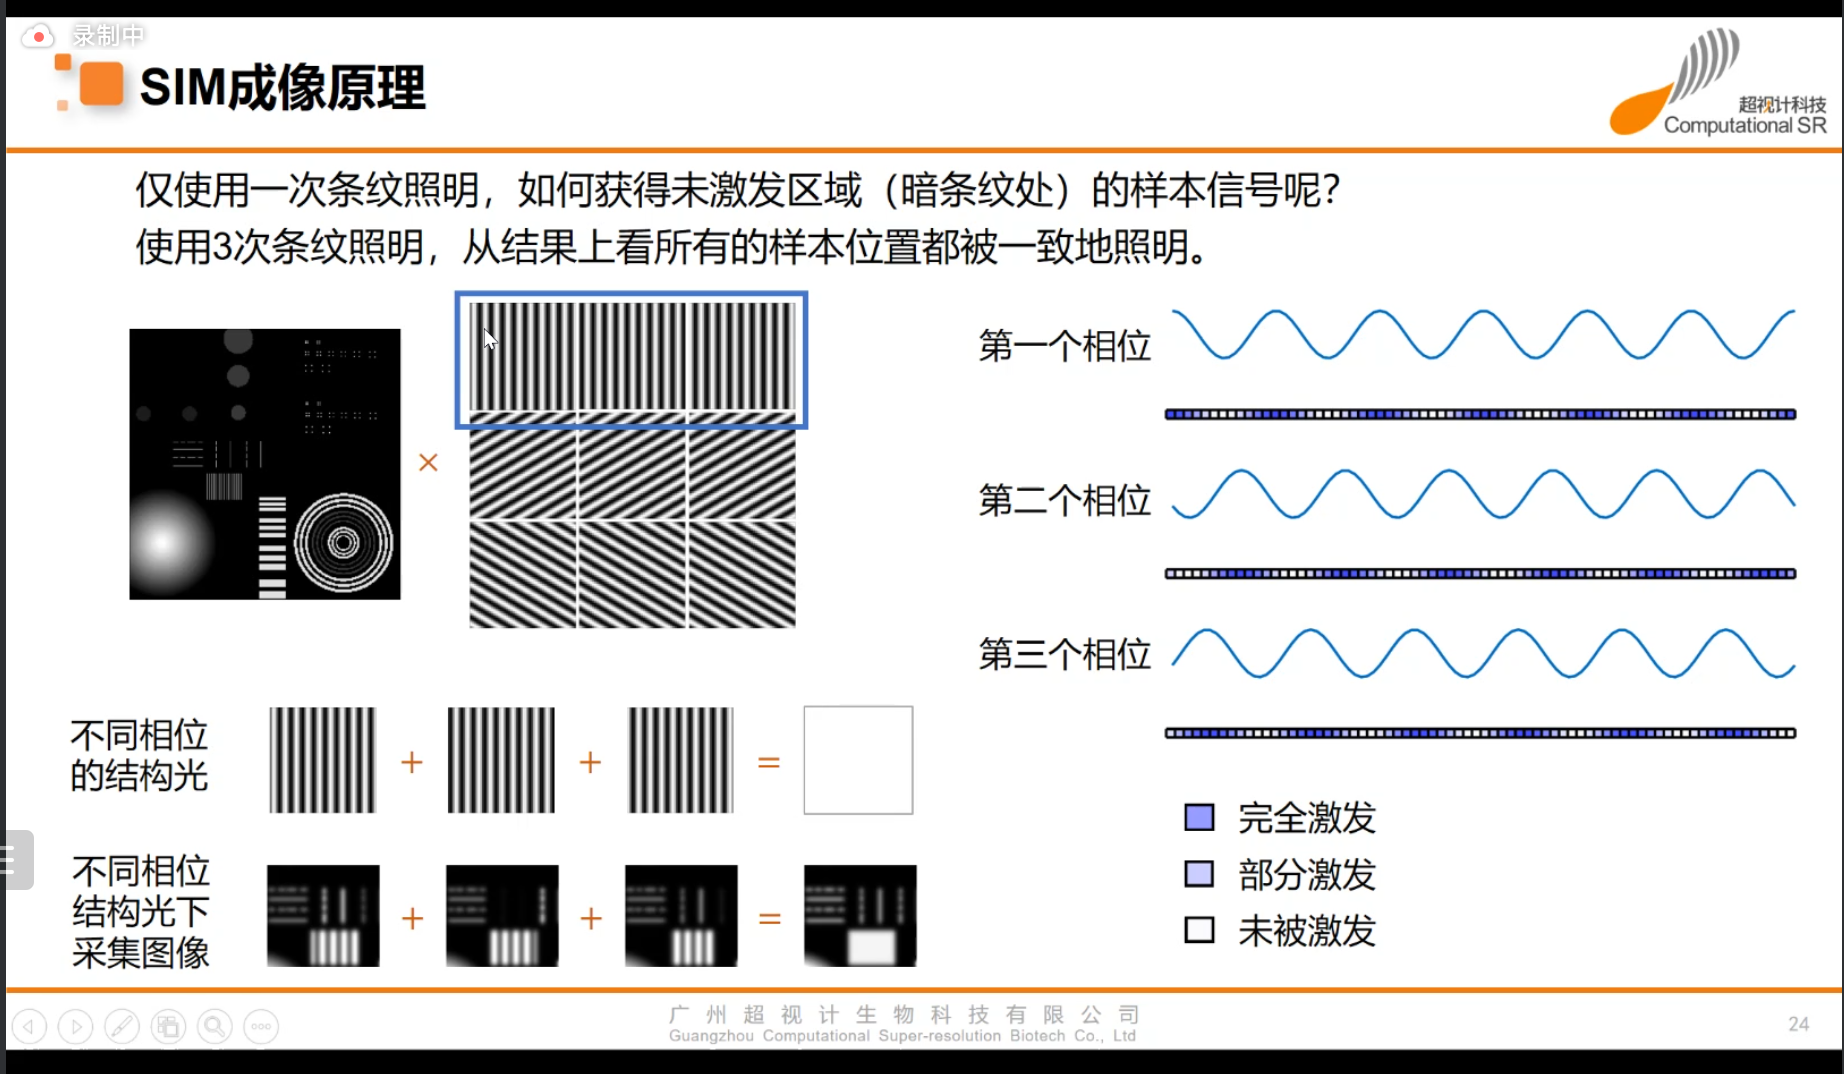 录制中
SIM成像原理
超视计科技
Computational SR
仅使用一次条纹照明，如何获得未激发区域（暗条纹处）的样本信号呢？
使用3次条纹照明，从结果上看所有的样本位置都被一致地照明。
×
第一个相位
第二个相位
第三个相位
不同相位
的结构光
+ + =
不同相位
结构光下
采集图像
+ + =
完全激发
部分激发
未被激发
广州超视计生物科技有限公司
Guangzhou Computational Super-resolution Biotech Co., Ltd
24